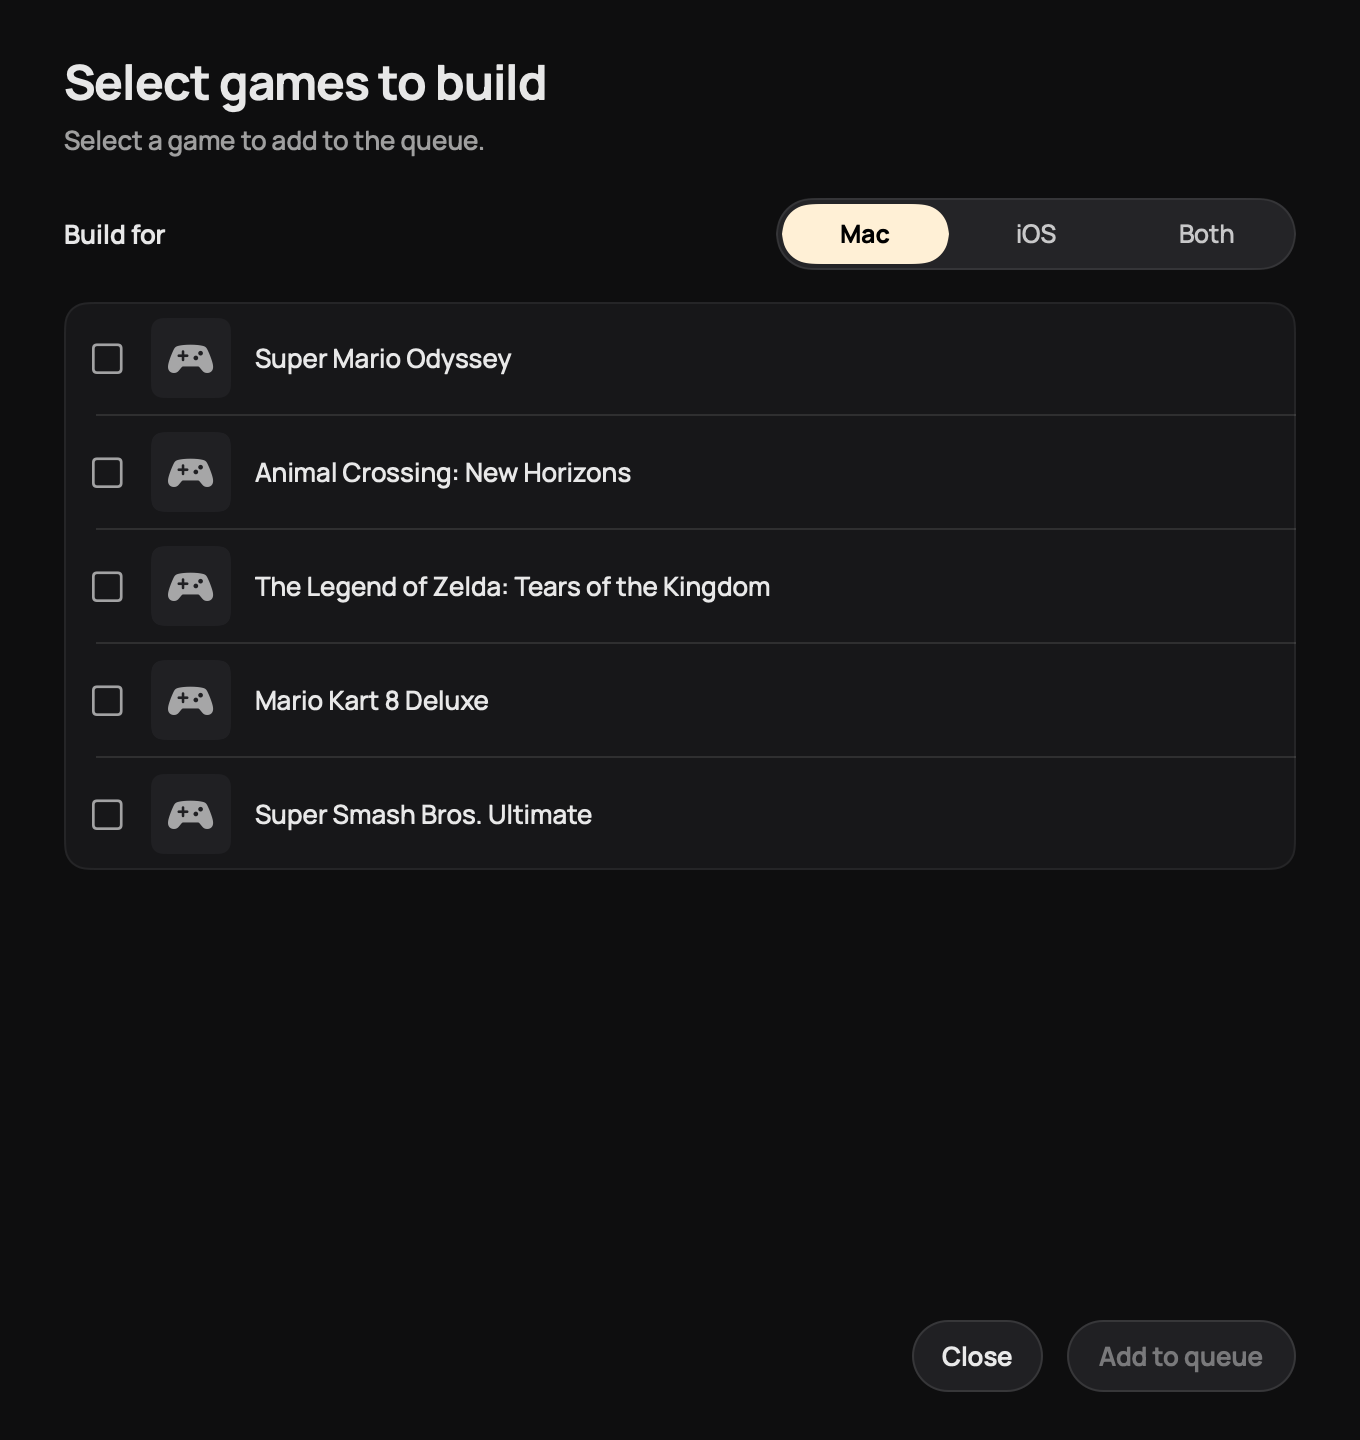 Select games to build
Select a game to add to the queue.
Build for
Mac
iOS
Both
Super Mario Odyssey
Animal Crossing: New Horizons
The Legend of Zelda: Tears of the Kingdom
Mario Kart 8 Deluxe
Super Smash Bros. Ultimate
Close
Add to queue